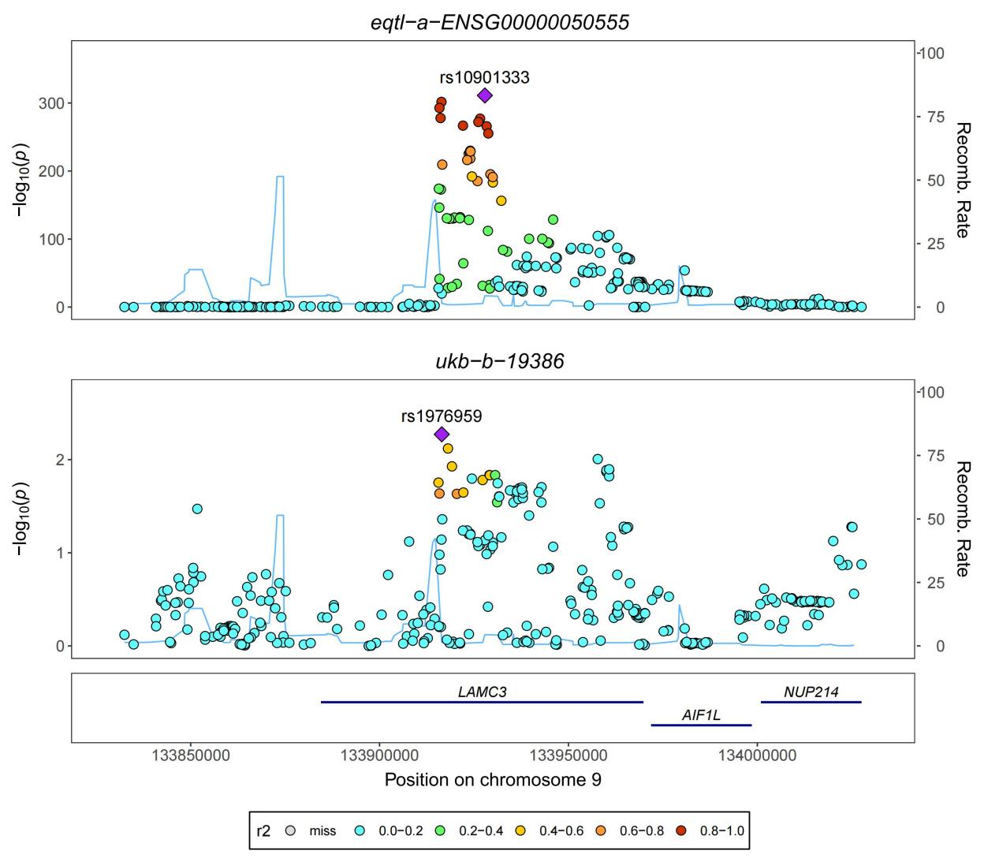 eqtl−a−ENSG00000050555
rs10901333
−log10(p)
300
200
100
0
100
75
50
25
0
Recomb. Rate
ukb−b−19386
rs1976959
−log10(p)
2
1
0
100
75
50
25
0
Recomb. Rate
LAMC3
NUP214
AIF1L
133850000 133900000 133950000 134000000
Position on chromosome 9
r2 miss 0.0−0.2 0.2−0.4 0.4−0.6 0.6−0.8 0.8−1.0